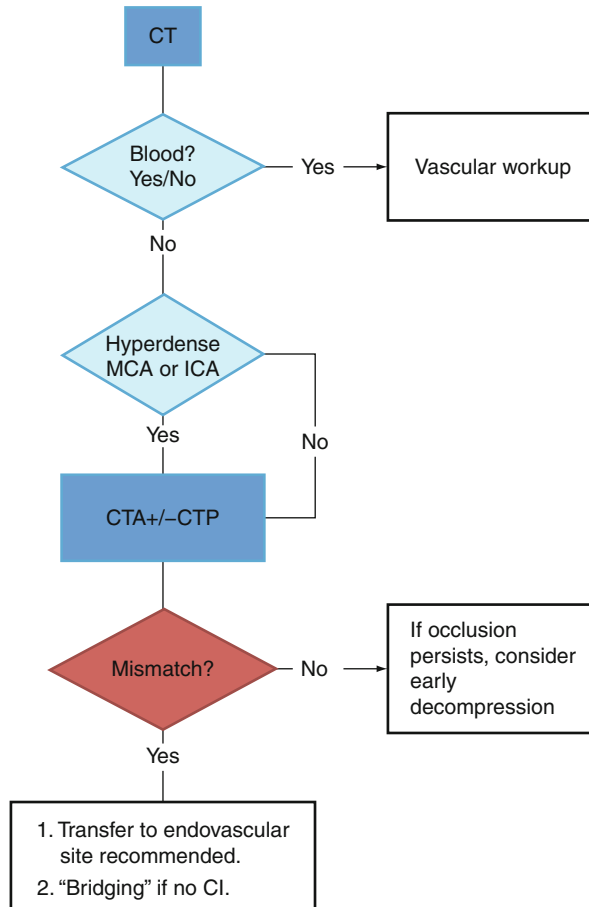 CT
Blood?
Yes/No
Yes
Vascular workup
No
Hyperdense
MCA or ICA
Yes
No
CTA+/−CTP
Mismatch?
No
If occlusion
persists, consider
early
decompression
Yes
1. Transfer to endovascular
site recommended.
2. “Bridging” if no CI.